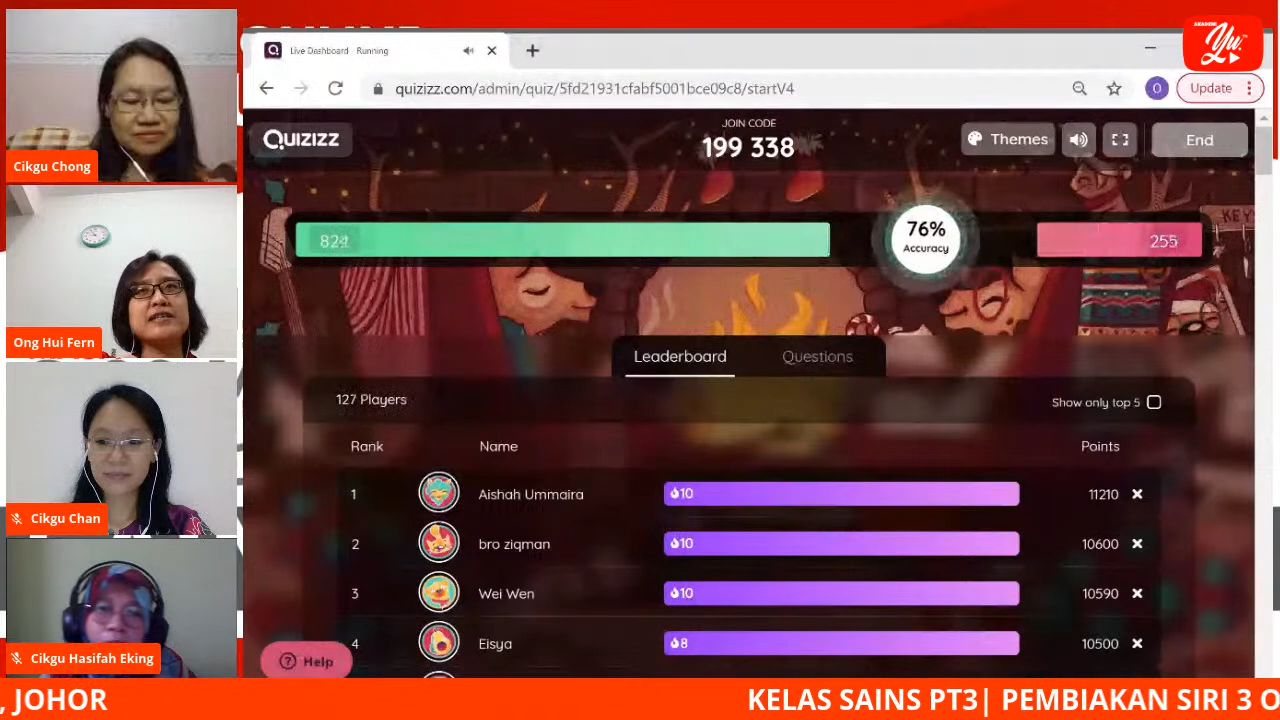 Cikgu Chong
Ong Hui Fern
Cikgu Chan
Cikgu Hasifah Eking
Live Dashboard - Running
quizizz.com/admin/quiz/5fd21931cfabf5001bce09c8/startV4
O
Update
AKADEMI
Yu
QUIZIZZ
JOIN CODE
199 338
Themes
End
76%
Accuracy
255
KEYS
Leaderboard
Questions
127 Players
Show only top 5
Rank
Name
Points
1 Aishah Ummaira 10 11210
2 bro ziqman 10 10600
3 Wei Wen 10 10590
4 Eisya 8 10500
Help
, JOHOR
KELAS SAINS PT3| PEMBIAKAN SIRI 3 O